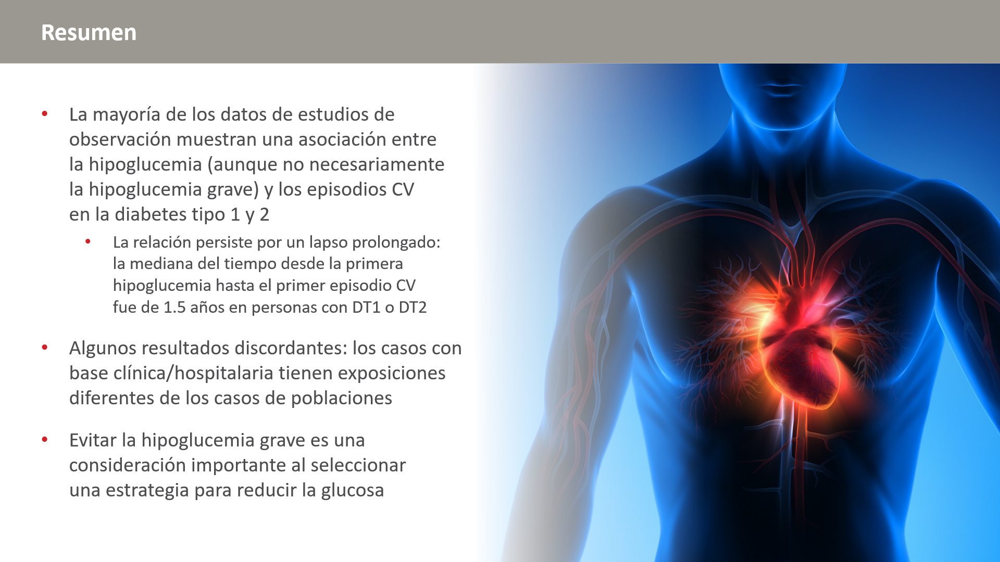 Resumen
• La mayoría de los datos de estudios de
observación muestran una asociación entre
la hipoglucemia (aunque no necesariamente
la hipoglucemia grave) y los episodios CV
en la diabetes tipo 1 y 2
• La relación persiste por un lapso prolongado:
la mediana del tiempo desde la primera
hipoglucemia hasta el primer episodio CV
fue de 1.5 años en personas con DT1 o DT2
• Algunos resultados discordantes: los casos con
base clínica/hospitalaria tienen exposiciones
diferentes de los casos de poblaciones
• Evitar la hipoglucemia grave es una
consideración importante al seleccionar
una estrategia para reducir la glucosa